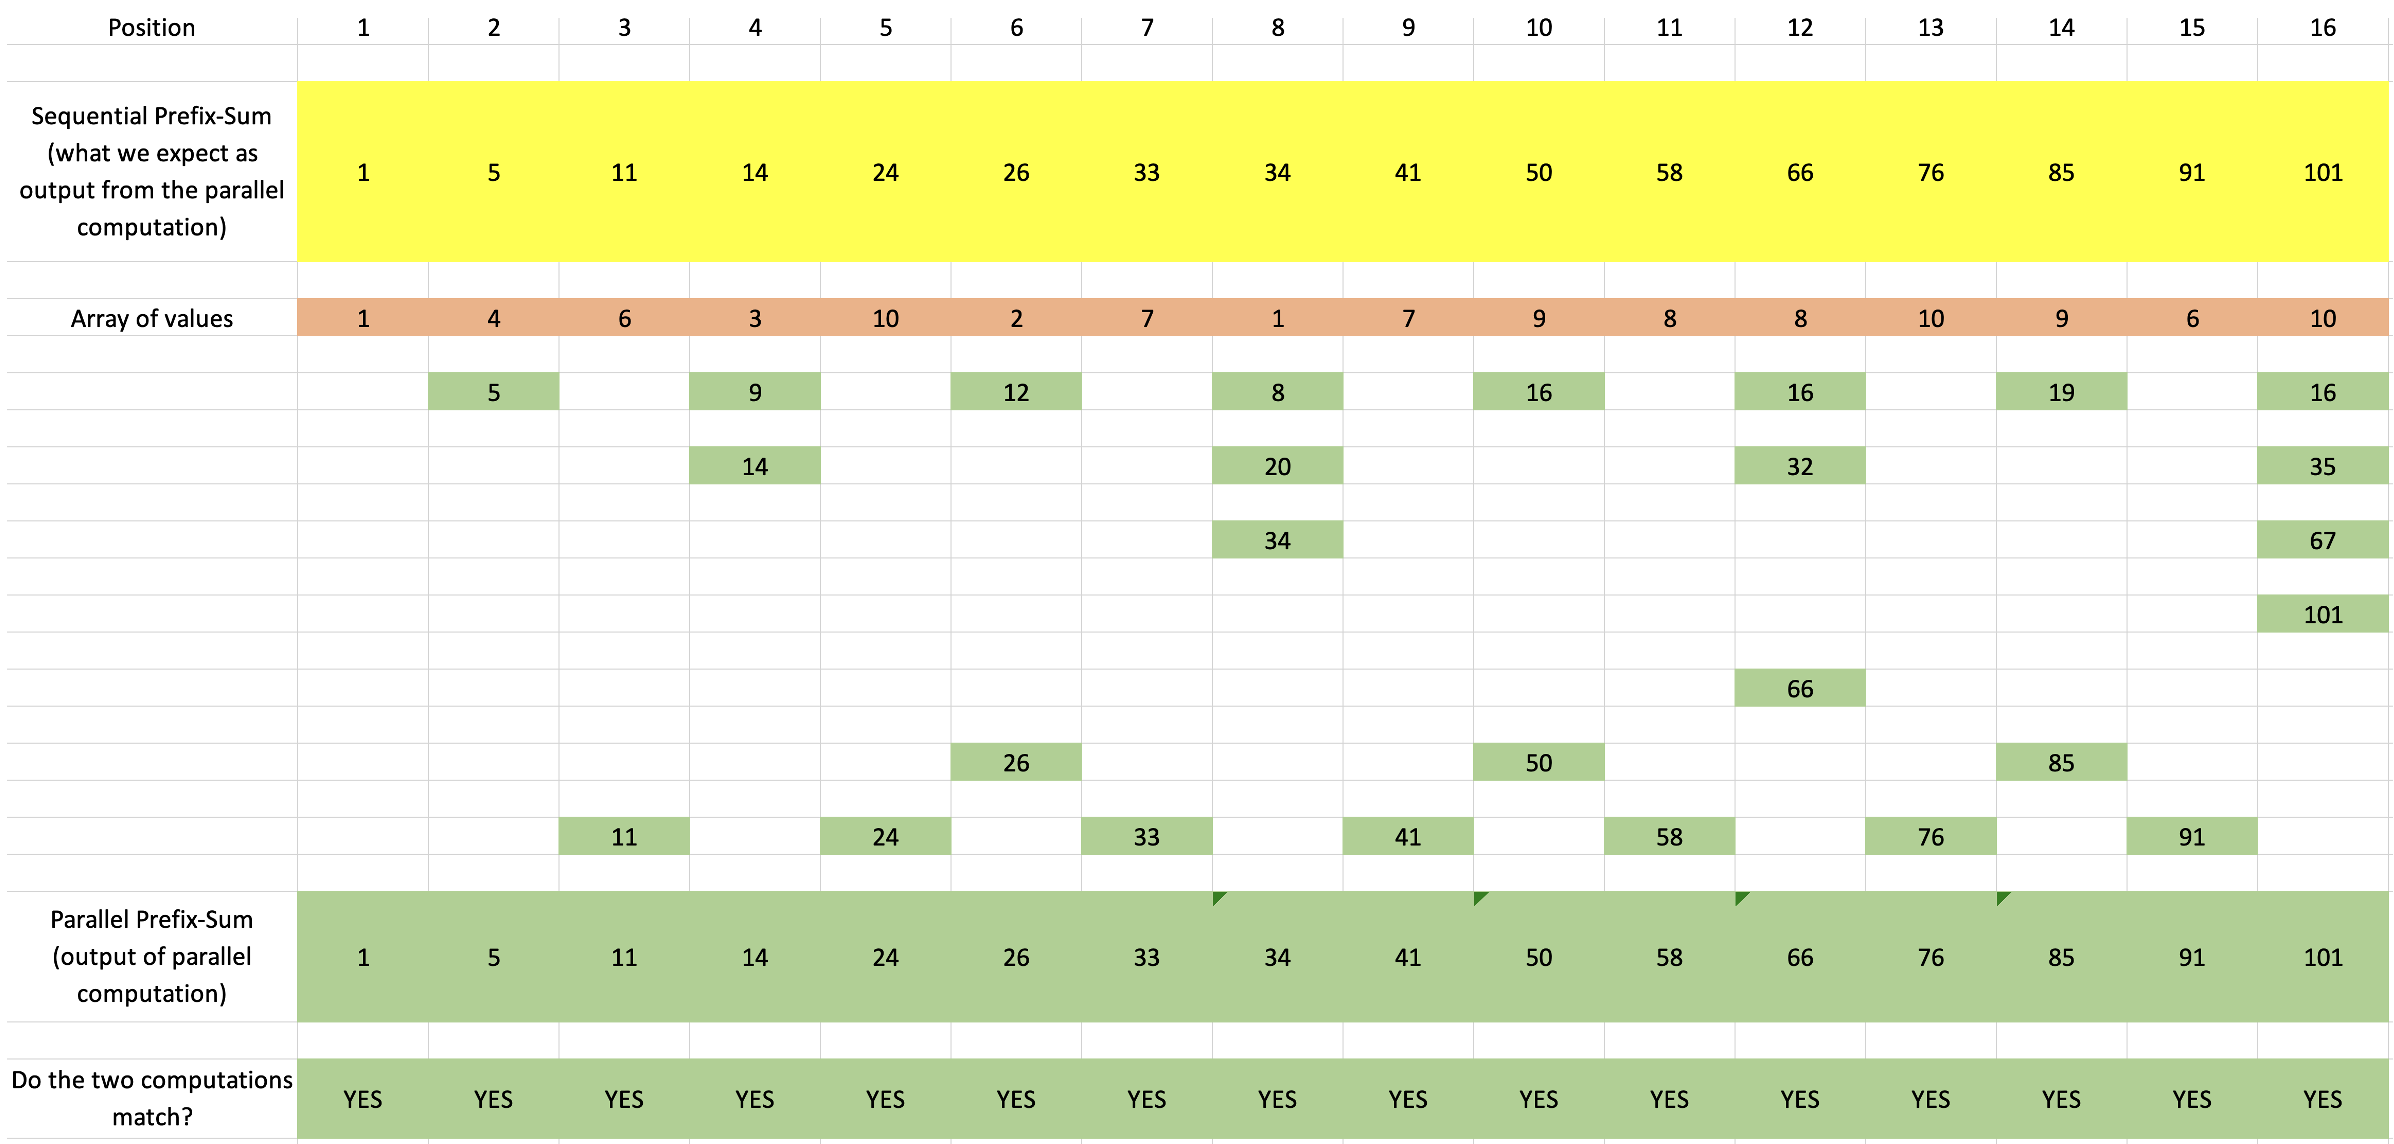 Position 1 2 3 4 5 6 7 8 9 10 11 12 13 14 15 16
Sequential Prefix-Sum
(what we expect as
output from the parallel
computation)
1 5 11 14 24 26 33 34 41 50 58 66 76 85 91 101
Array of values 1 4 6 3 10 2 7 1 7 9 8 8 10 9 6 10
5 9 12 8 16 16 19 16
14 20 32 35
34 67
101
66
26 50 85
11 24 33 41 58 76 91
Parallel Prefix-Sum
(output of parallel
computation)
1 5 11 14 24 26 33 34 41 50 58 66 76 85 91 101
Do the two computations
match?
YES YES YES YES YES YES YES YES YES YES YES YES YES YES YES YES